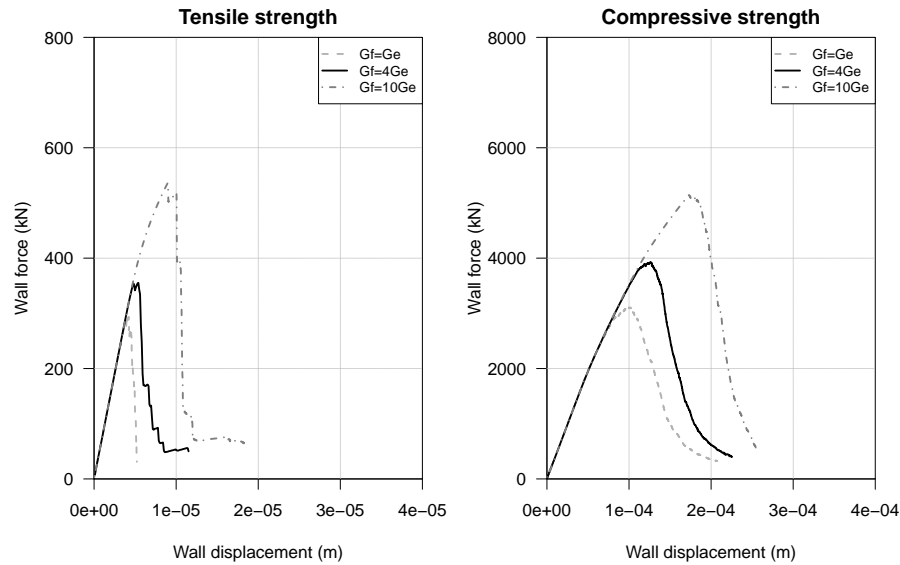 Tensile strength
Wall force (kN)
800
600
400
200
0
0e+00
1e−05
2e−05
3e−05
4e−05
Wall displacement (m)
Gf=Ge
Gf=4Ge
Gf=10Ge
Compressive strength
Wall force (kN)
8000
6000
4000
2000
0
0e+00
1e−04
2e−04
3e−04
4e−04
Wall displacement (m)
Gf=Ge
Gf=4Ge
Gf=10Ge